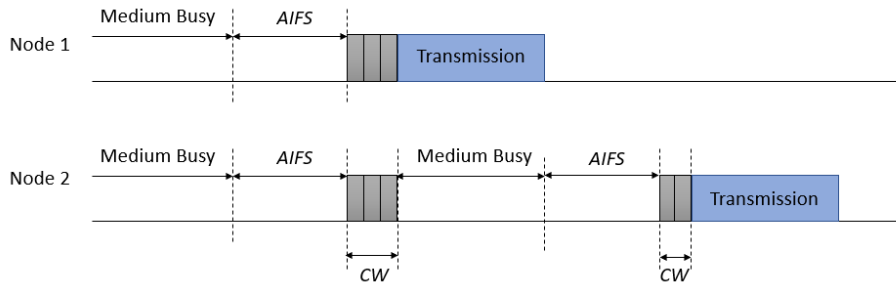 Medium Busy AIFS
Node 1
Transmission
Medium Busy AIFS Medium Busy AIFS
Node 2
Transmission
CW CW